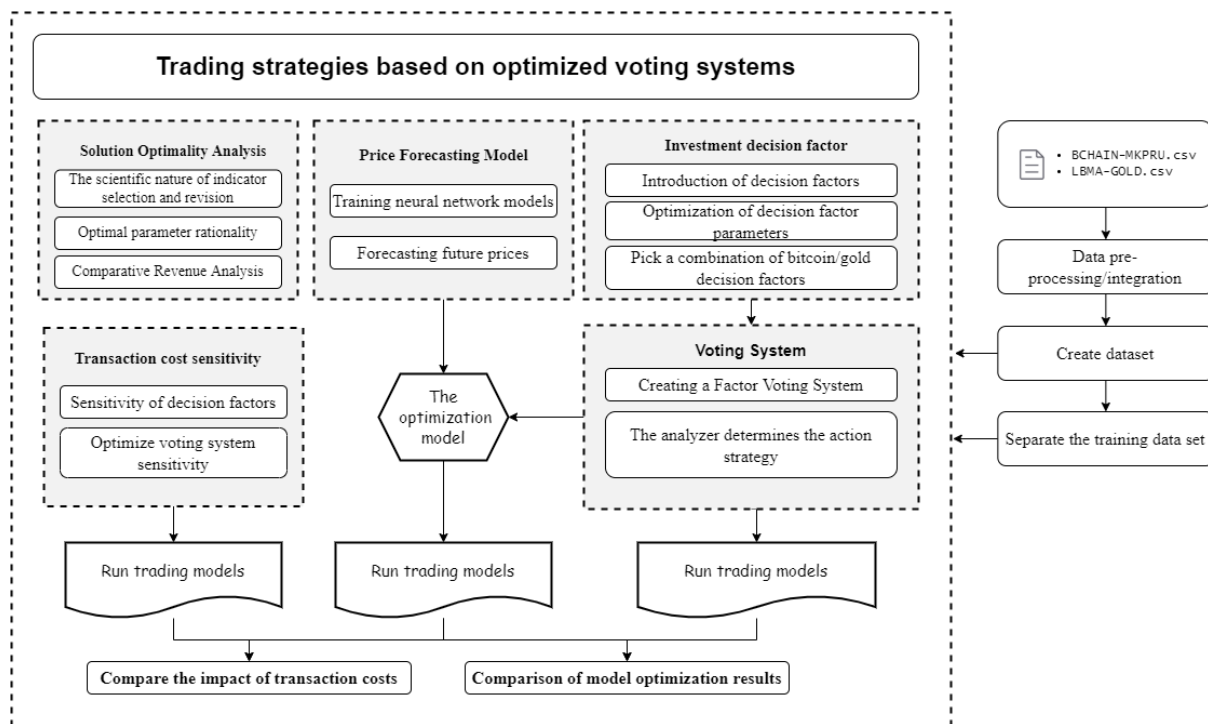 Trading strategies based on optimized voting systems
Solution Optimality Analysis
The scientific nature of indicator
selection and revision
Optimal parameter rationality
Comparative Revenue Analysis
Price Forecasting Model
Training neural network models
Forecasting future prices
Investment decision factor
Introduction of decision factors
Optimization of decision factor
parameters
Pick a combination of bitcoin/gold
decision factors
• BCHAIN-MKPRU.csv
• LBMA-GOLD.csv
Data pre-
processing/integration
Create dataset
Separate the training data set
Transaction cost sensitivity
Sensitivity of decision factors
Optimize voting system
sensitivity
The
optimization
model
Voting System
Creating a Factor Voting System
The analyzer determines the action
strategy
Run trading models
Run trading models
Run trading models
Compare the impact of transaction costs
Comparison of model optimization results